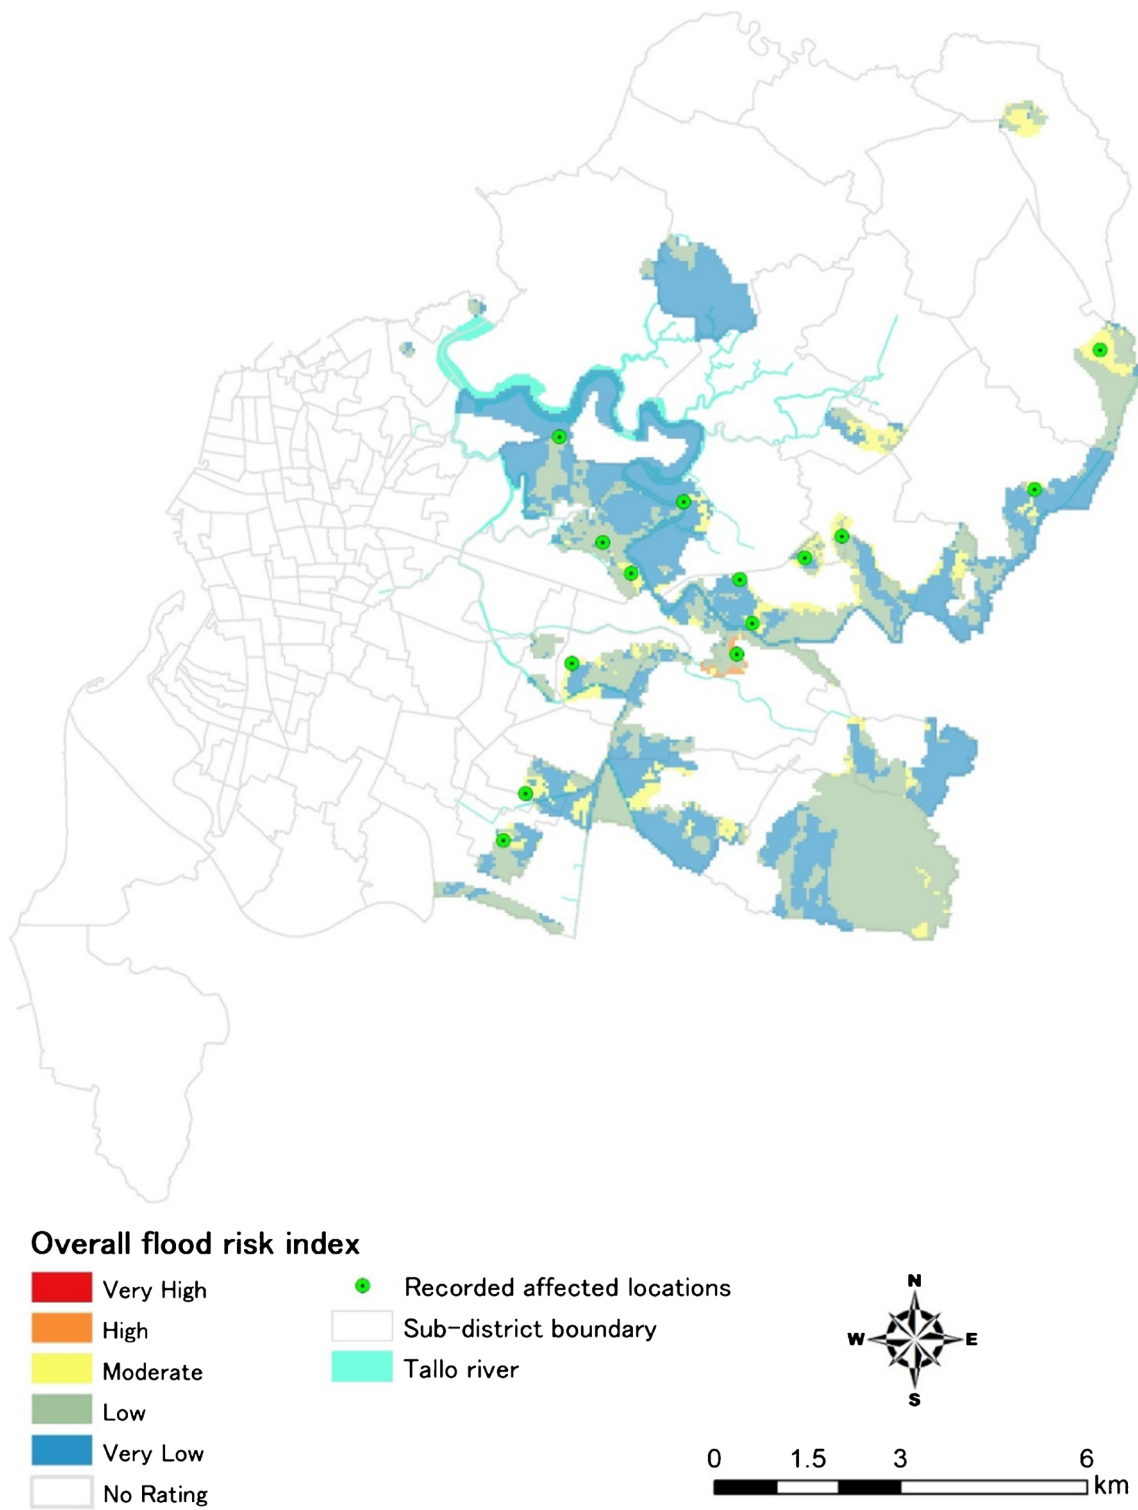 Overall flood risk index
Very High
High
Moderate
Low
Very Low
No Rating
Recorded affected locations
Sub-district boundary
Tallo river
N
W E
S
0 1.5 3 6
km